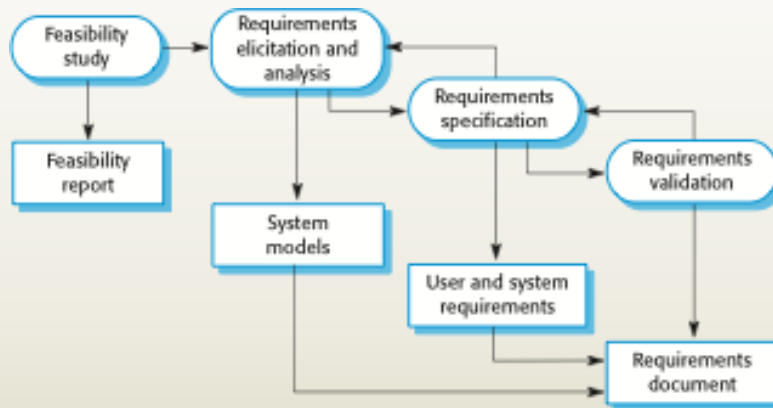 Feasibility
study
Requirements
elicitation and
analysis
Requirements
specification
Requirements
validation
Feasibility
report
System
models
User and system
requirements
Requirements
document